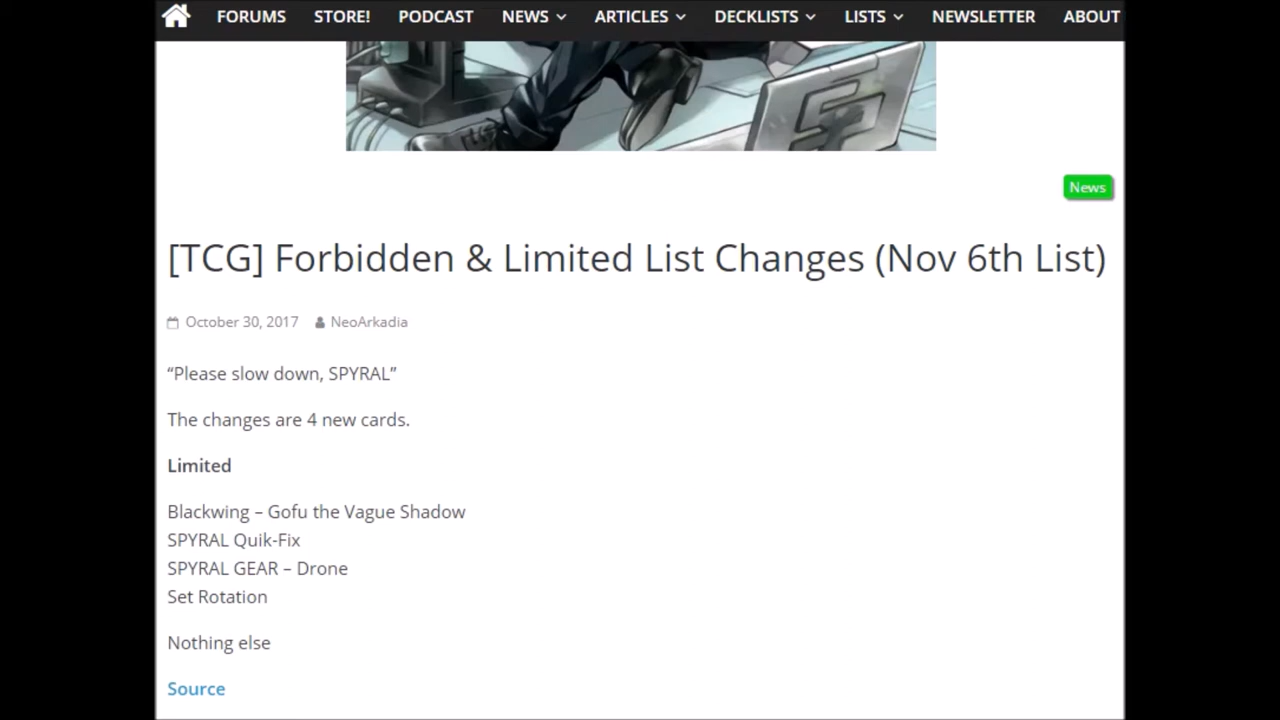 FORUMS STORE! PODCAST NEWS ARTICLES DECKLISTS LISTS NEWSLETTER ABOUT
News
[TCG] Forbidden & Limited List Changes (Nov 6th List)
October 30, 2017 NeoArkadia
“Please slow down, SPYRAL”
The changes are 4 new cards.
Limited
Blackwing – Gofu the Vague Shadow
SPYRAL Quik-Fix
SPYRAL GEAR – Drone
Set Rotation
Nothing else
Source